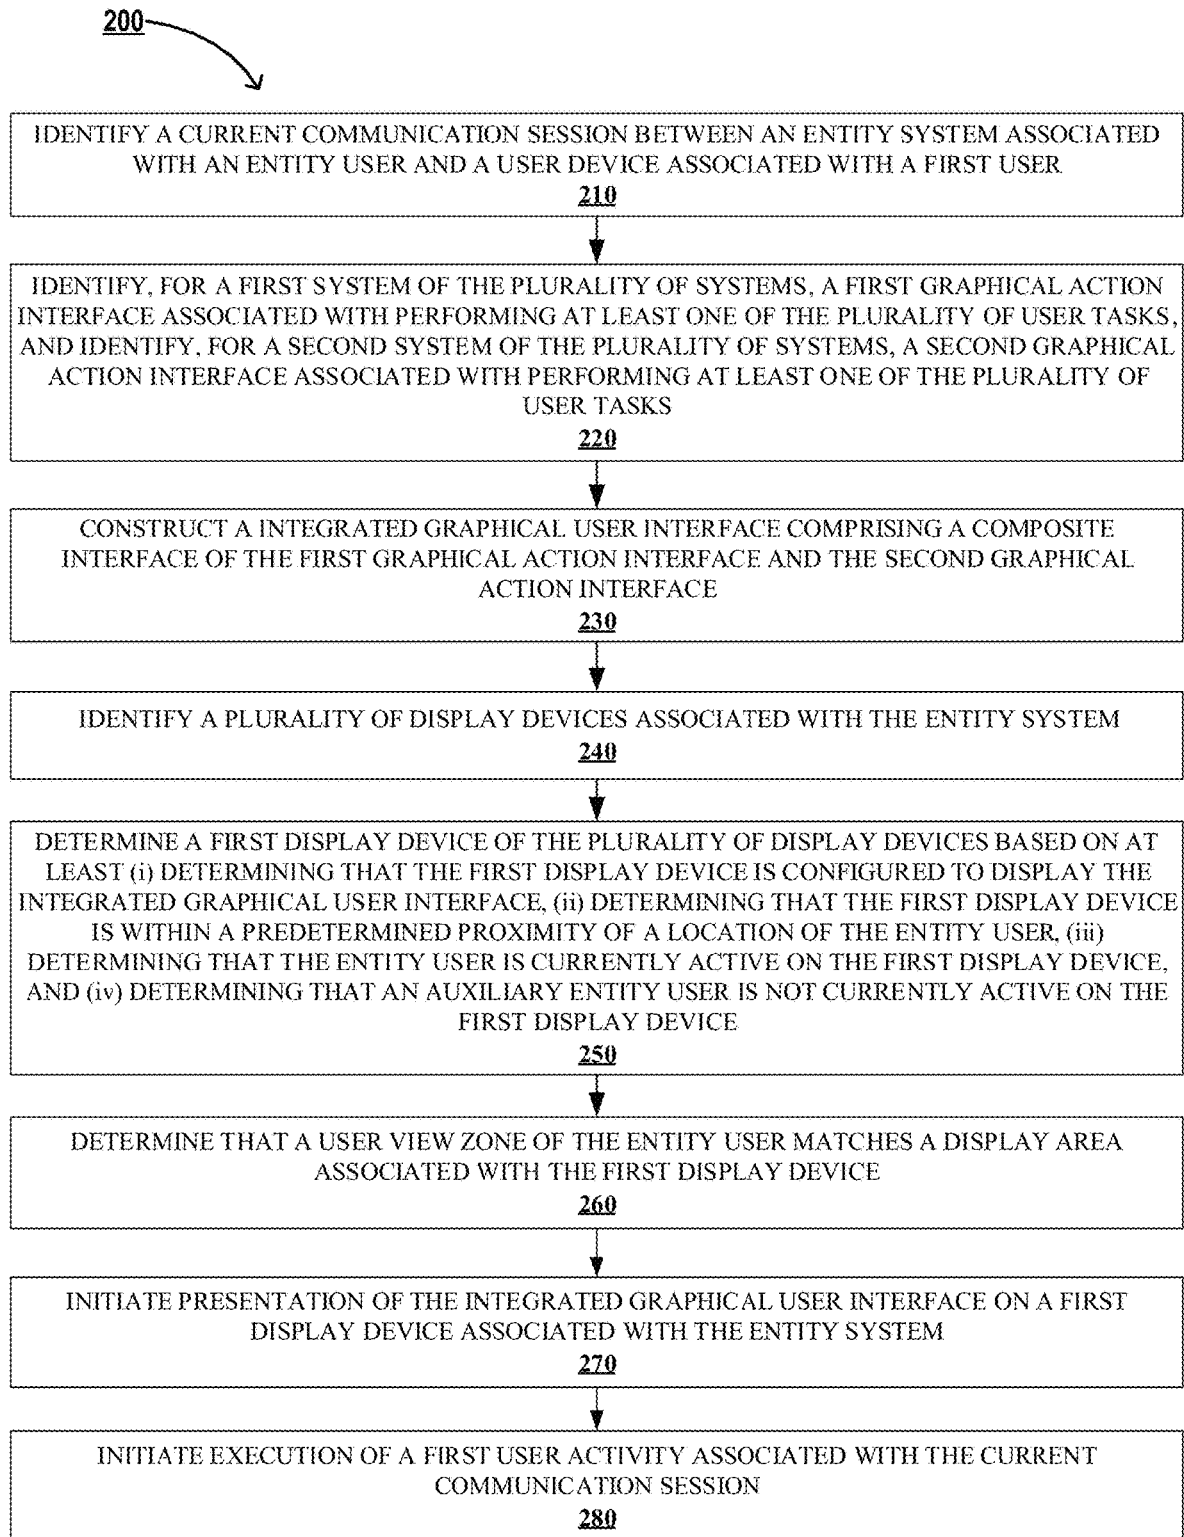 200
IDENTIFY A CURRENT COMMUNICATION SESSION BETWEEN AN ENTITY SYSTEM ASSOCIATED
WITH AN ENTITY USER AND A USER DEVICE ASSOCIATED WITH A FIRST USER
210
IDENTIFY, FOR A FIRST SYSTEM OF THE PLURALITY OF SYSTEMS, A FIRST GRAPHICAL ACTION
INTERFACE ASSOCIATED WITH PERFORMING AT LEAST ONE OF THE PLURALITY OF USER TASKS,
AND IDENTIFY, FOR A SECOND SYSTEM OF THE PLURALITY OF SYSTEMS, A SECOND GRAPHICAL
ACTION INTERFACE ASSOCIATED WITH PERFORMING AT LEAST ONE OF THE PLURALITY OF
USER TASKS
220
CONSTRUCT A INTEGRATED GRAPHICAL USER INTERFACE COMPRISING A COMPOSITE
INTERFACE OF THE FIRST GRAPHICAL ACTION INTERFACE AND THE SECOND GRAPHICAL
ACTION INTERFACE
230
IDENTIFY A PLURALITY OF DISPLAY DEVICES ASSOCIATED WITH THE ENTITY SYSTEM
240
DETERMINE A FIRST DISPLAY DEVICE OF THE PLURALITY OF DISPLAY DEVICES BASED ON AT
LEAST (i) DETERMINING THAT THE FIRST DISPLAY DEVICE IS CONFIGURED TO DISPLAY THE
INTEGRATED GRAPHICAL USER INTERFACE, (ii) DETERMINING THAT THE FIRST DISPLAY DEVICE
IS WITHIN A PREDETERMINED PROXIMITY OF A LOCATION OF THE ENTITY USER, (iii)
DETERMINING THAT THE ENTITY USER IS CURRENTLY ACTIVE ON THE FIRST DISPLAY DEVICE,
AND (iv) DETERMINING THAT AN AUXILIARY ENTITY USER IS NOT CURRENTLY ACTIVE ON THE
FIRST DISPLAY DEVICE
250
DETERMINE THAT A USER VIEW ZONE OF THE ENTITY USER MATCHES A DISPLAY AREA
ASSOCIATED WITH THE FIRST DISPLAY DEVICE
260
INITIATE PRESENTATION OF THE INTEGRATED GRAPHICAL USER INTERFACE ON A FIRST
DISPLAY DEVICE ASSOCIATED WITH THE ENTITY SYSTEM
270
INITIATE EXECUTION OF A FIRST USER ACTIVITY ASSOCIATED WITH THE CURRENT
COMMUNICATION SESSION
280